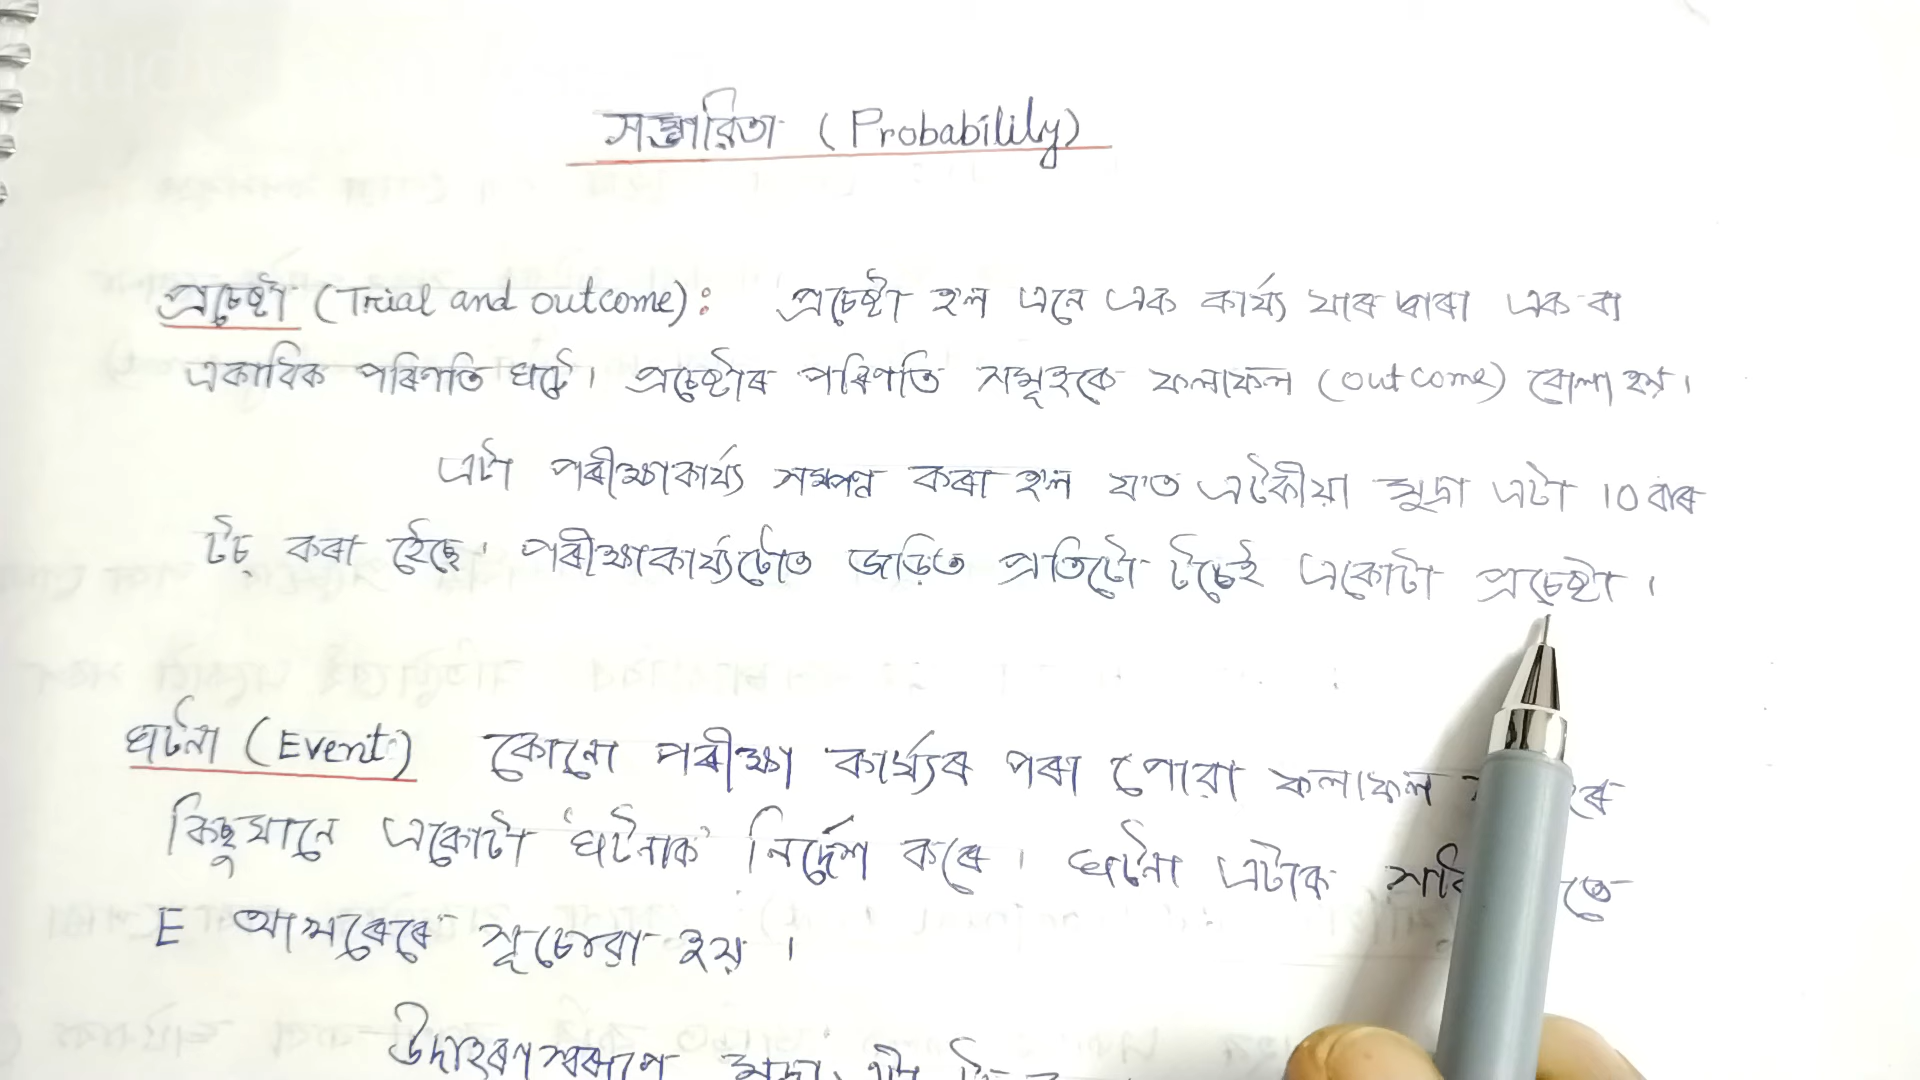 সম্ভাৱিতা (Probability)
প্ৰচেষ্টা (Trial and outcome): প্ৰচেষ্টা হ'ল এনে এক কাৰ্য্য যাৰ দ্বাৰা এক বা
একাধিক পৰিণতি ঘটে। প্ৰচেষ্টাৰ পৰিণতি সমূহকে ফলাফল (outcome) বোলা হয়।
এটা পৰীক্ষাকাৰ্য্য সম্পন্ন কৰা হ'ল য'ত এটকীয়া মুদ্ৰা এটা 10 বাৰ
টছ্ কৰা হৈছে। পৰীক্ষাকাৰ্য্যটোত জড়িত প্ৰতিটো টছেই একোটা প্ৰচেষ্টা।
ঘটনা (Event) কোনো পৰীক্ষা কাৰ্য্যৰ পৰা পোৱা ফলাফল
কিছুমানে একোটা 'ঘটনাক' নিৰ্দেশ কৰে। ঘটনা এটাক
E আখৰেৰে সূচোৱা হয়।
উদাহৰণস্বৰূপে